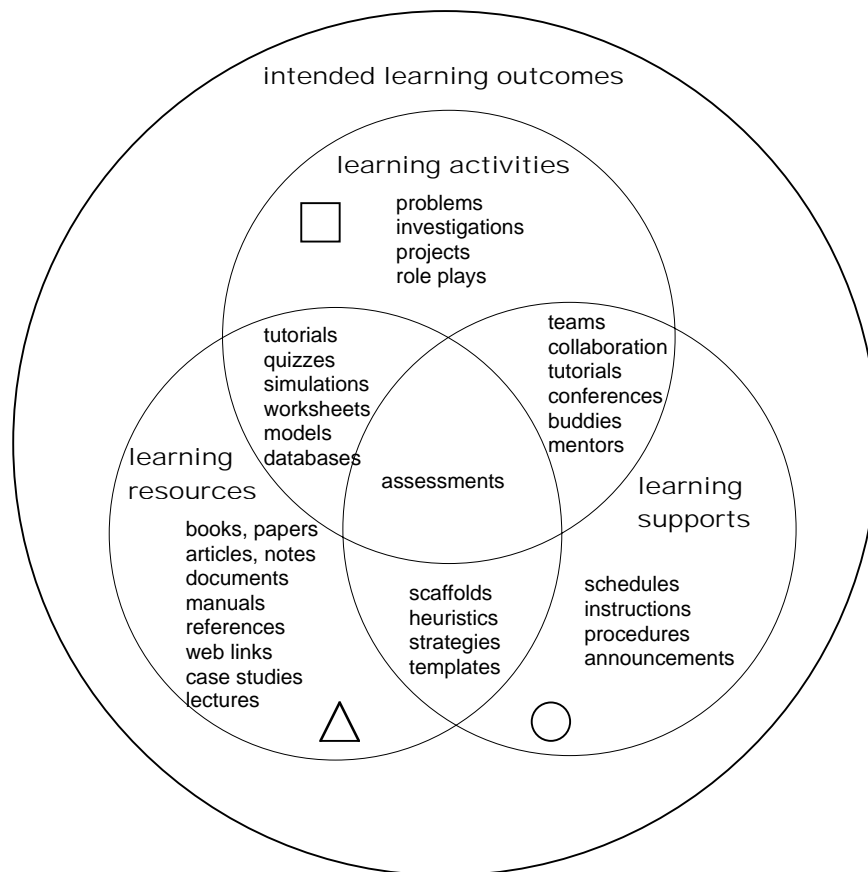 intended learning outcomes
learning activities
problems
investigations
projects
role plays
tutorials
quizzes
simulations
worksheets
models
databases
teams
collaboration
tutorials
conferences
buddies
mentors
learning
resources
assessments
learning
supports
books, papers
articles, notes
documents
manuals
references
web links
case studies
lectures
scaffolds
heuristics
strategies
templates
schedules
instructions
procedures
announcements